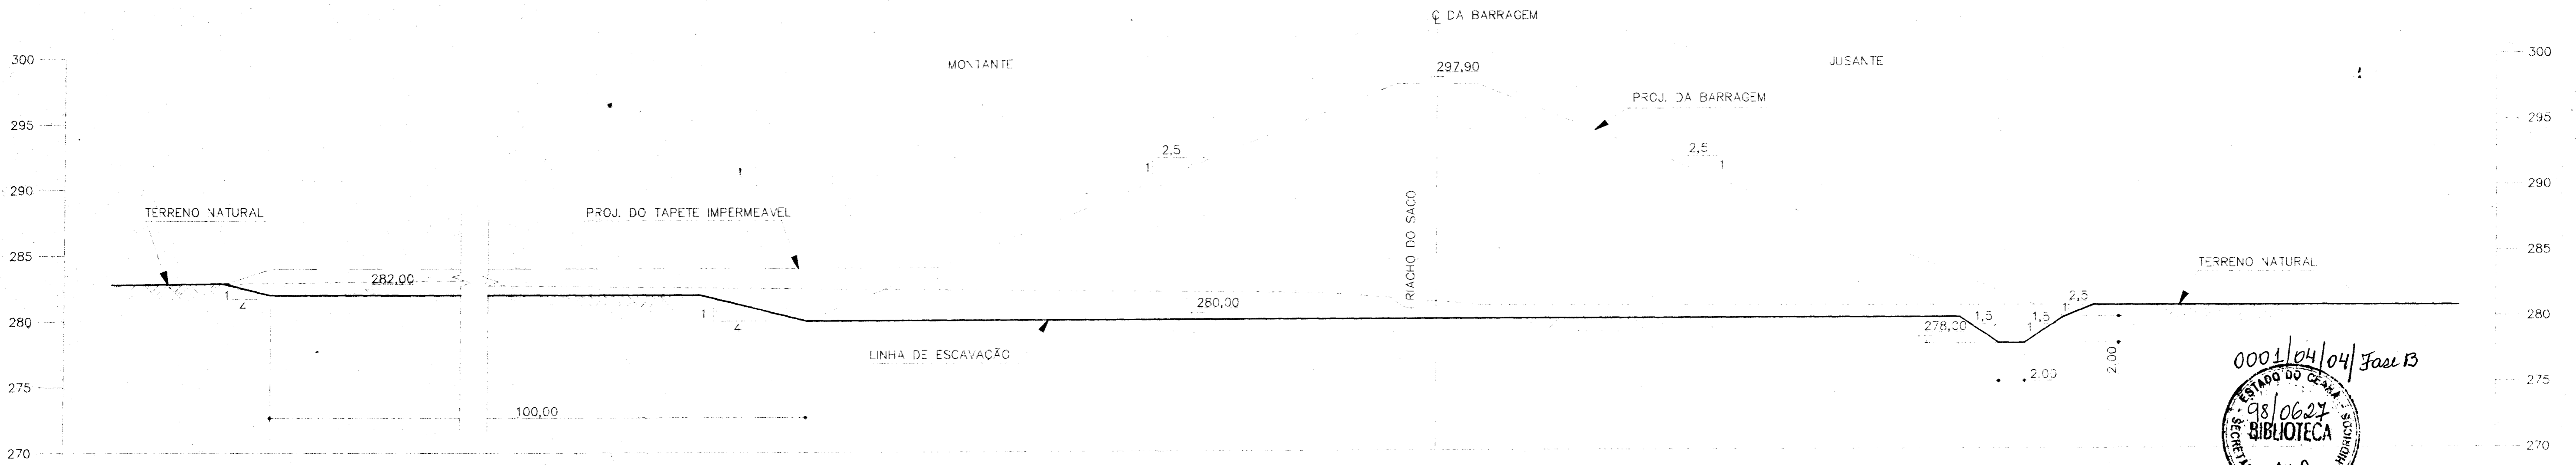 ℄ DA BARRAGEM
MONTANTE
JUSANTE
300
300
297,90
PROJ. DA BARRAGEM
295
295
2,5
1
2,5
1
290
290
TERRENO NATURAL
PROJ. DO TAPETE IMPERMEAVEL
RIACHO DO SACO
285
285
TERRENO NATURAL
282,00
1
4
280,00
2,5
1
280
280
1
4
278,00
1,5
1,5
1
LINHA DE ESCAVAÇÃO
2.00
0001/04/04/Fase B
275
275
2.00
100,00
ESTADO DO CEARÁ
98/0627
BIBLIOTECA
270
270